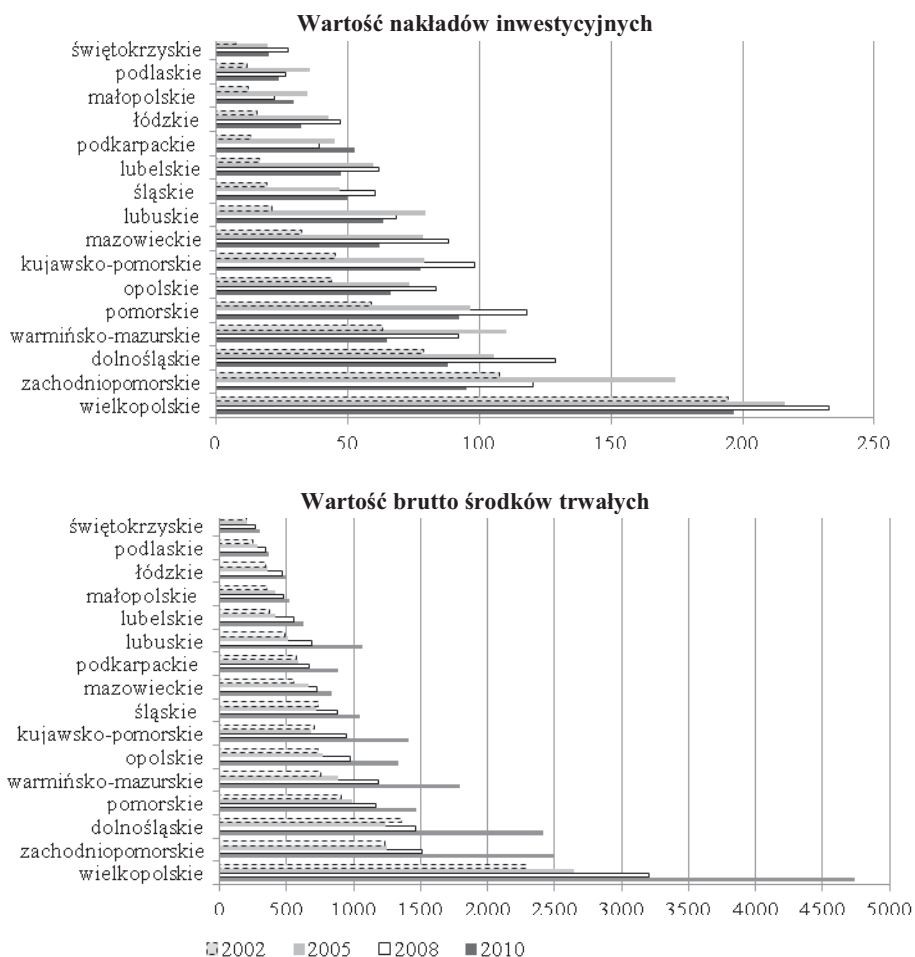 Wartość nakładów inwestycyjnych
świętokrzyskie
podlaskie
małopolskie
łódzkie
podkarpackie
lubelskie
śląskie
lubuskie
mazowieckie
kujawsko-pomorskie
opolskie
pomorskie
warmińsko-mazurskie
dolnośląskie
zachodniopomorskie
wielkopolskie
0 50 100 150 200 250
Wartość brutto środków trwałych
świętokrzyskie
podlaskie
łódzkie
małopolskie
lubelskie
lubuskie
podkarpackie
mazowieckie
śląskie
kujawsko-pomorskie
opolskie
warmińsko-mazurskie
pomorskie
dolnośląskie
zachodniopomorskie
wielkopolskie
0 500 1000 1500 2000 2500 3000 3500 4000 4500 5000
2002 2005 2008 2010